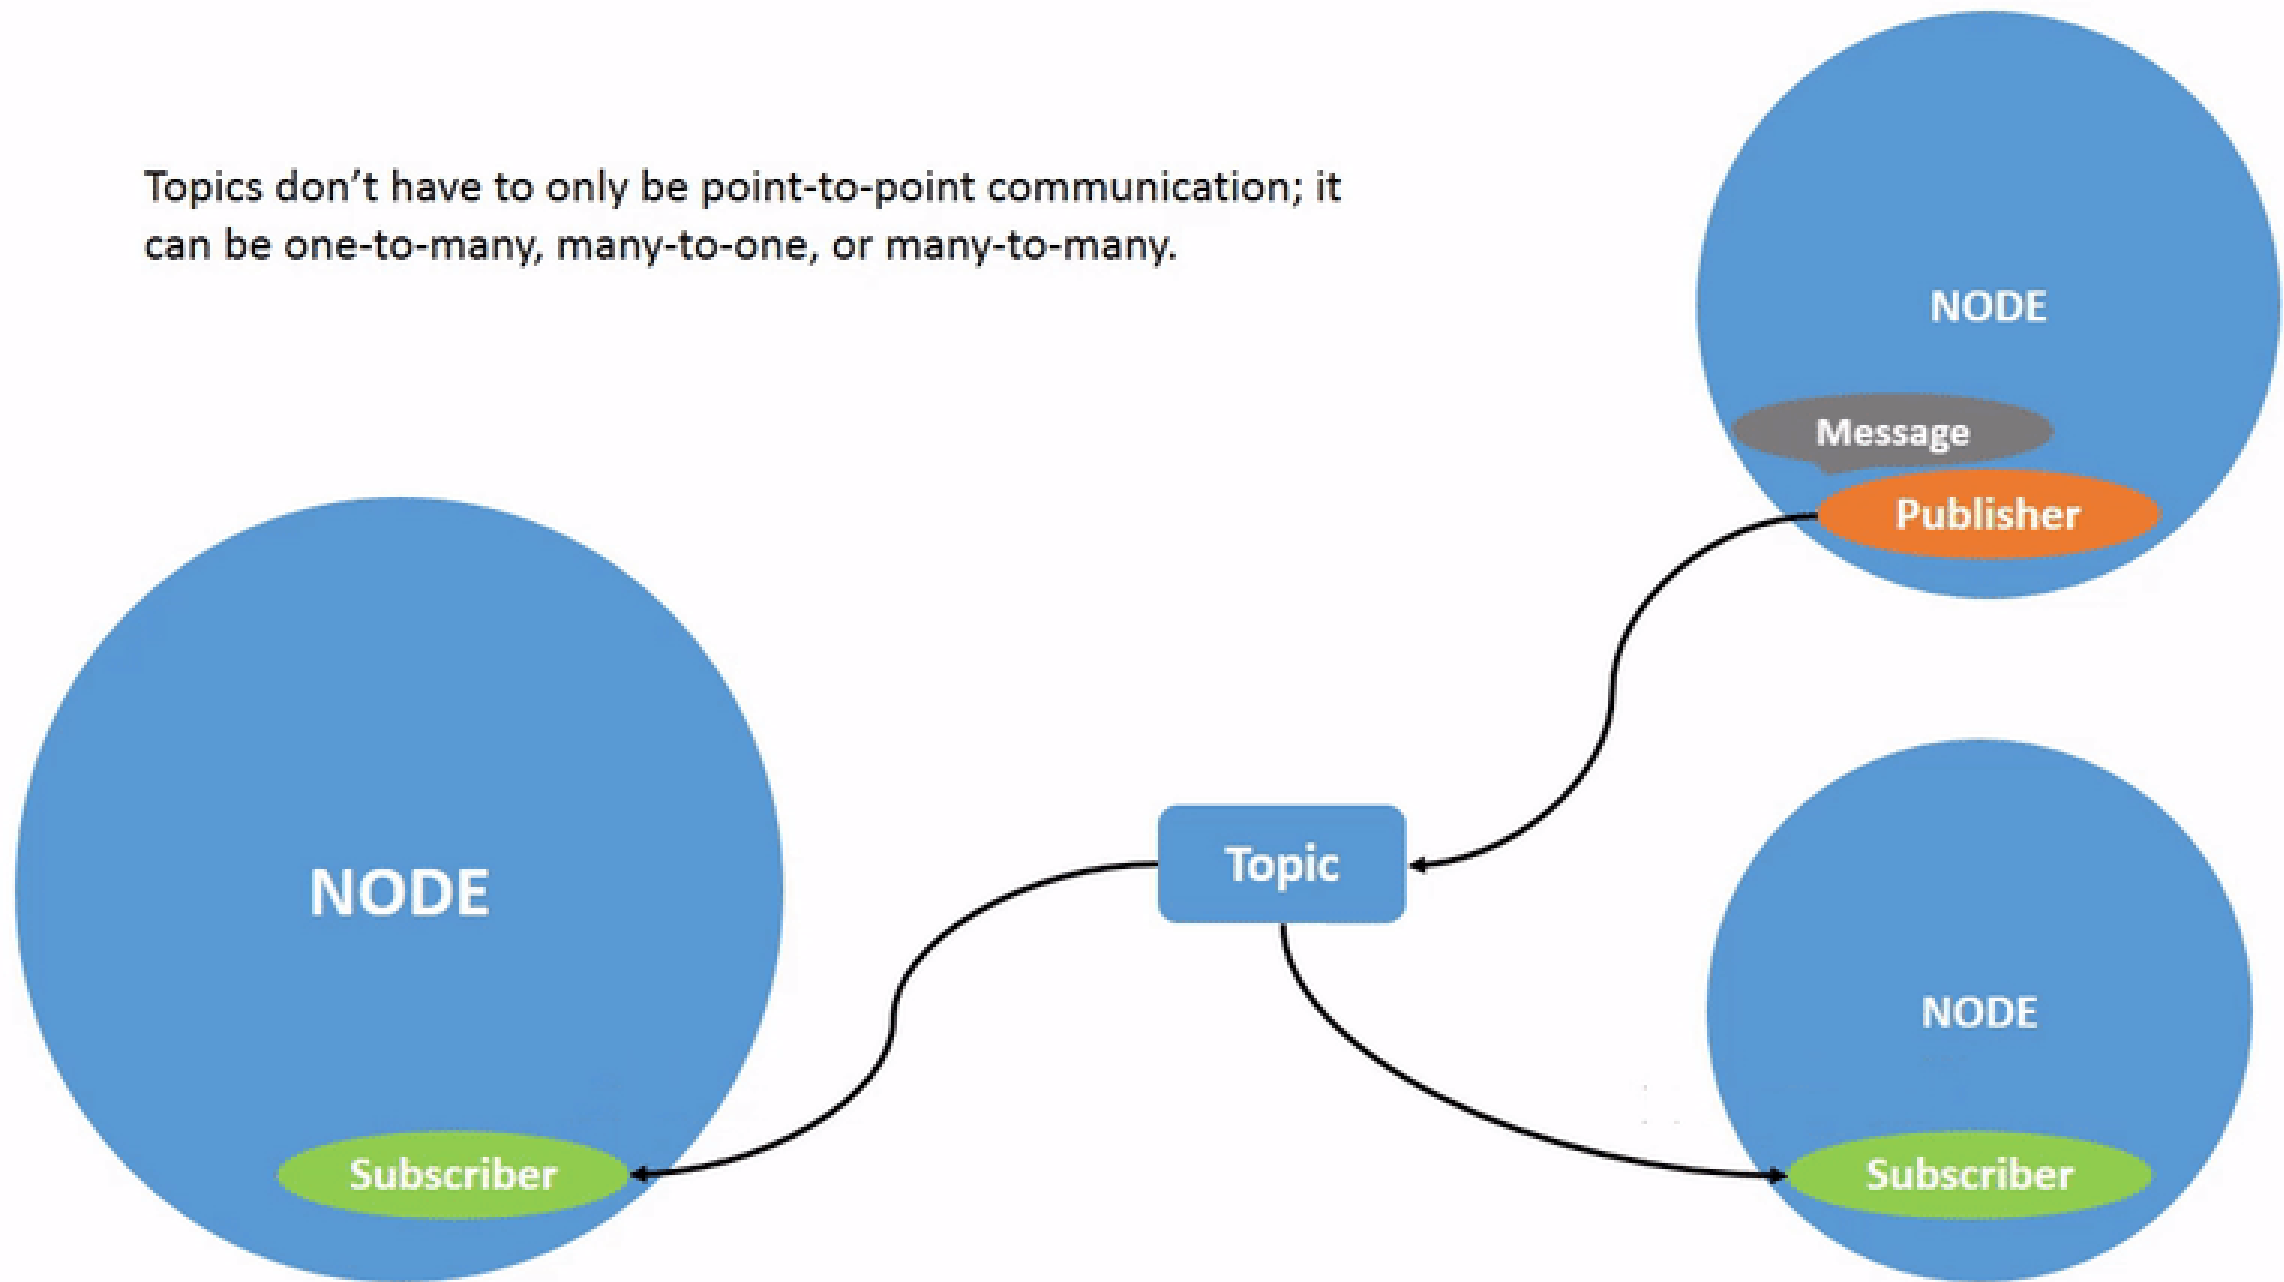 Topics don’t have to only be point-to-point communication; it
can be one-to-many, many-to-one, or many-to-many.
NODE
Message
Publisher
Topic
NODE
NODE
Subscriber
Subscriber